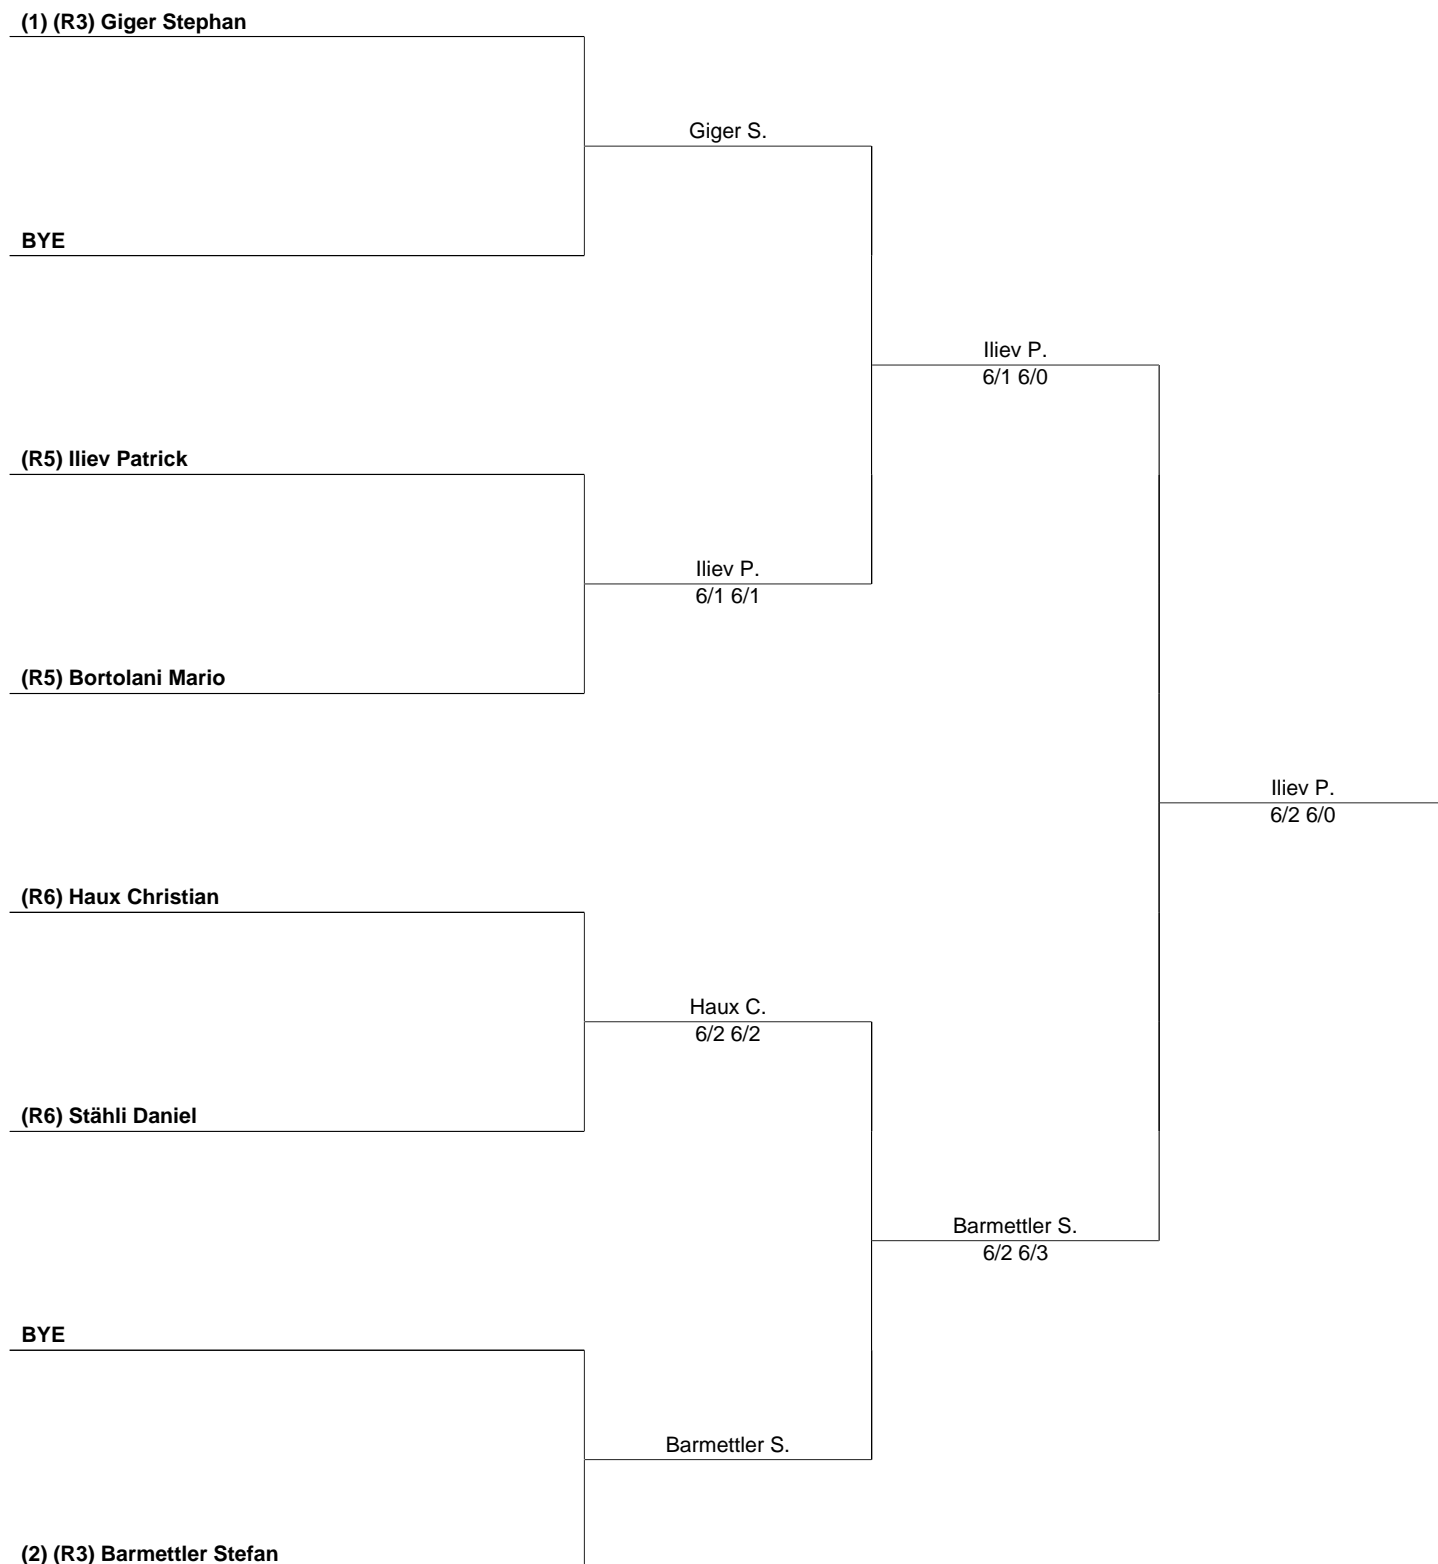 (1) (R3) Giger Stephan
Giger S.
BYE
Iliev P.
6/1 6/0
(R5) Iliev Patrick
Iliev P.
6/1 6/1
(R5) Bortolani Mario
Iliev P.
6/2 6/0
(R6) Haux Christian
Haux C.
6/2 6/2
(R6) Stähli Daniel
Barmettler S.
6/2 6/3
BYE
Barmettler S.
(2) (R3) Barmettler Stefan